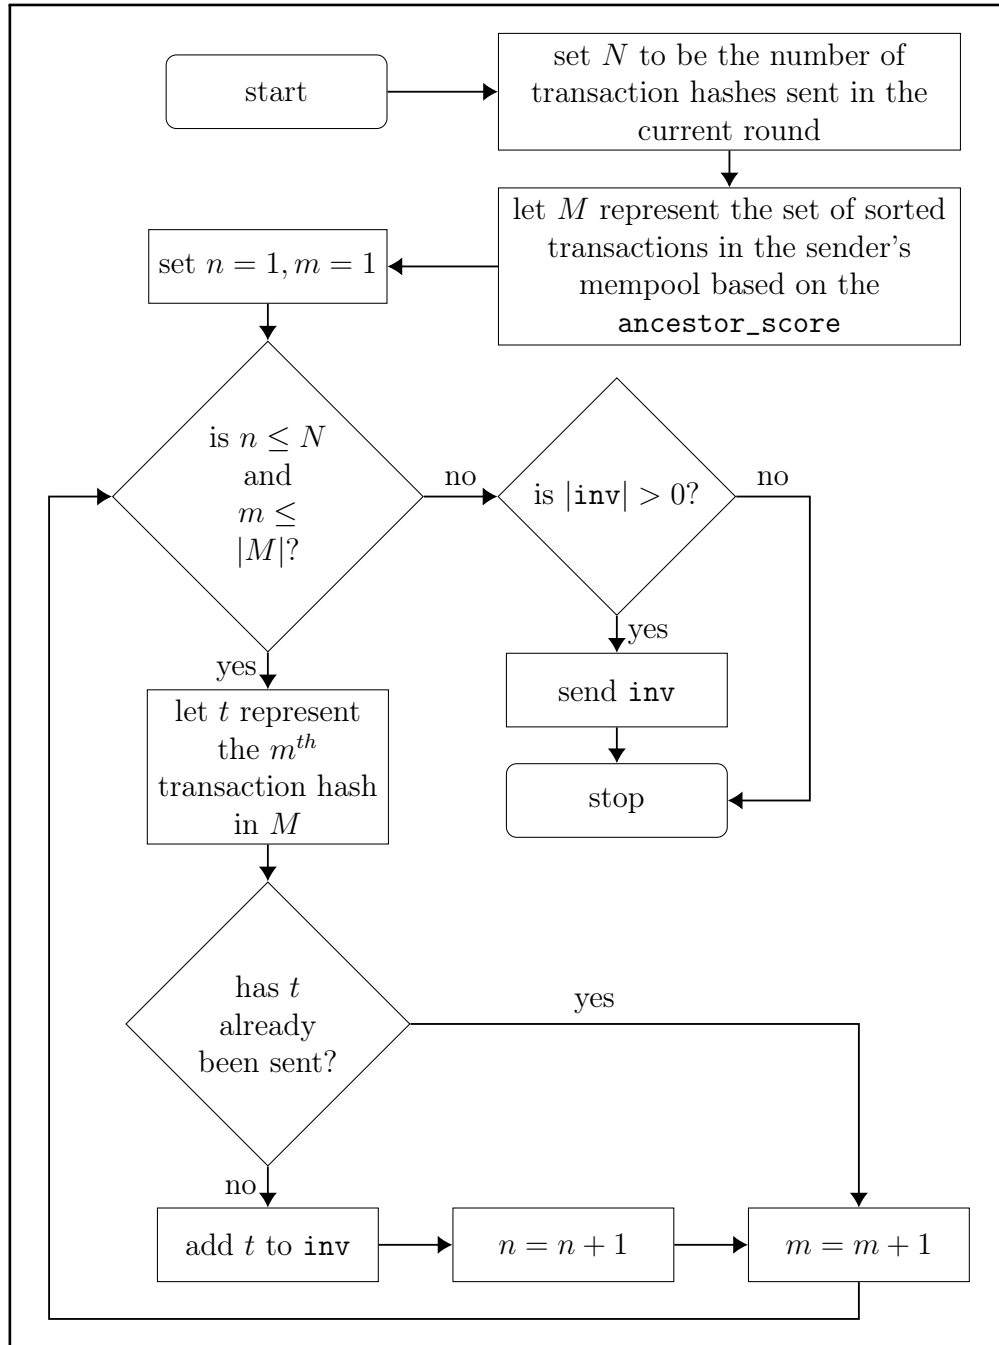 start
set N to be the number of
transaction hashes sent in the
current round
let M represent the set of sorted
transactions in the sender's
mempool based on the
ancestor_score
set n = 1, m = 1
is n ≤ N
and
m ≤
|M|?
no
is |inv| > 0?
no
yes
send inv
stop
yes
let t represent
the m^{th}
transaction hash
in M
has t
already
been sent?
yes
no
add t to inv
n = n + 1
m = m + 1